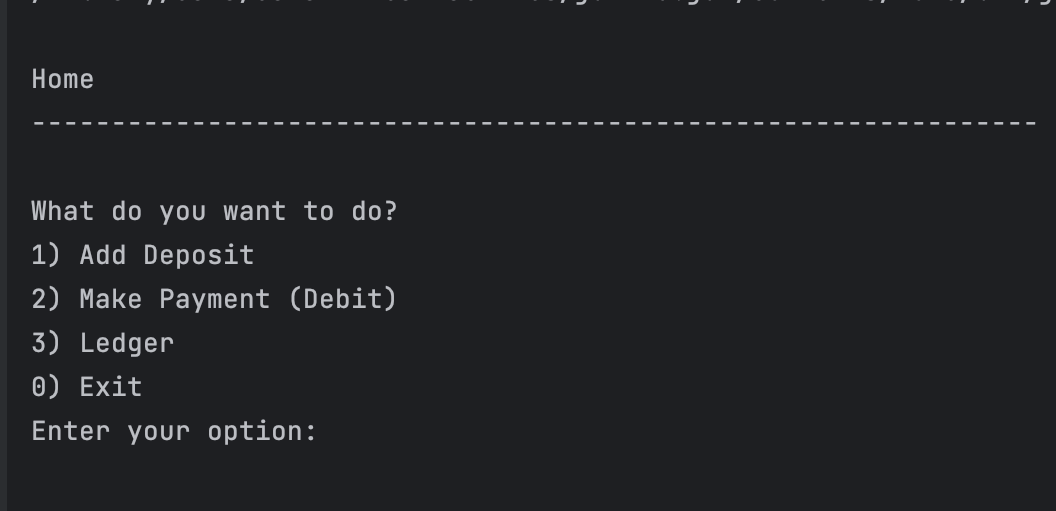 Home
---------------------------------------------------------------
What do you want to do?
1) Add Deposit
2) Make Payment (Debit)
3) Ledger
0) Exit
Enter your option: